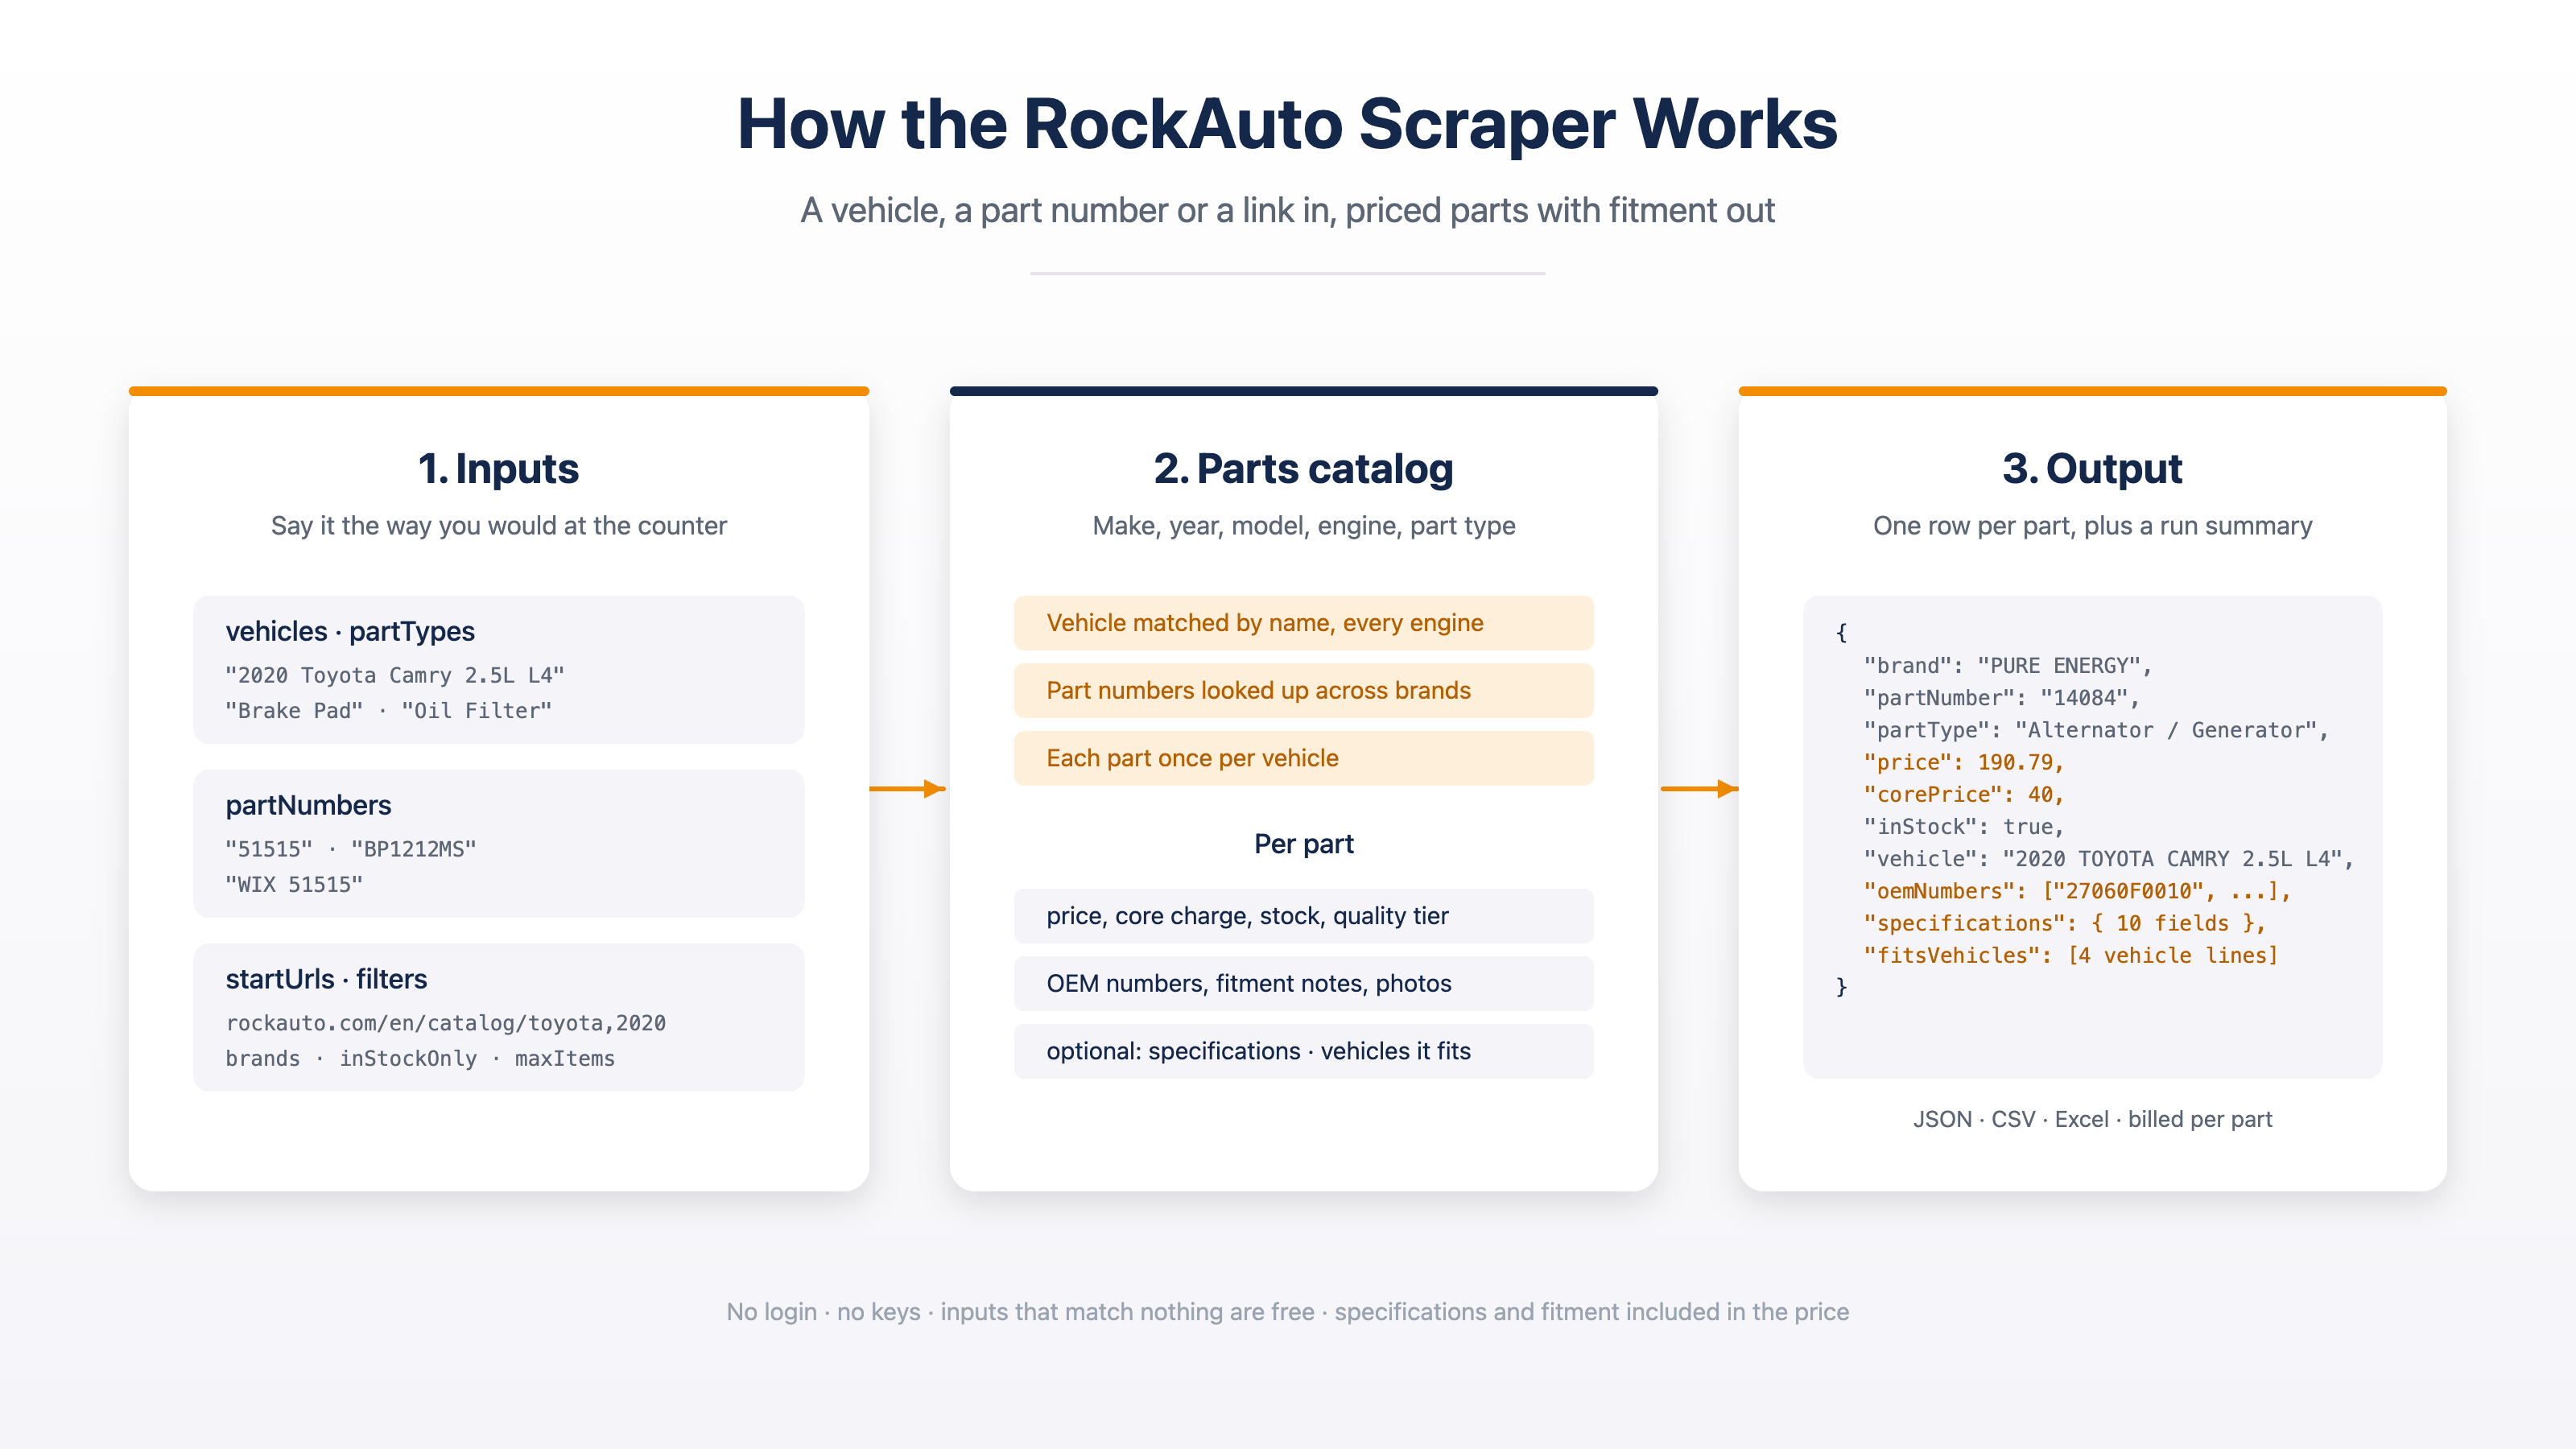 How the RockAuto Scraper Works
A vehicle, a part number or a link in, priced parts with fitment out
1. Inputs
Say it the way you would at the counter
vehicles · partTypes
"2020 Toyota Camry 2.5L L4"
"Brake Pad" · "Oil Filter"
partNumbers
"51515" · "BP1212MS"
"WIX 51515"
startUrls · filters
rockauto.com/en/catalog/toyota,2020
brands · inStockOnly · maxItems
2. Parts catalog
Make, year, model, engine, part type
Vehicle matched by name, every engine
Part numbers looked up across brands
Each part once per vehicle
Per part
price, core charge, stock, quality tier
OEM numbers, fitment notes, photos
optional: specifications · vehicles it fits
3. Output
One row per part, plus a run summary
{
"brand": "PURE ENERGY",
"partNumber": "14084",
"partType": "Alternator / Generator",
"price": 190.79,
"corePrice": 40,
"inStock": true,
"vehicle": "2020 TOYOTA CAMRY 2.5L L4",
"oemNumbers": ["27060F0010", ...],
"specifications": { 10 fields },
"fitsVehicles": [4 vehicle lines]
}
JSON · CSV · Excel · billed per part
No login · no keys · inputs that match nothing are free · specifications and fitment included in the price